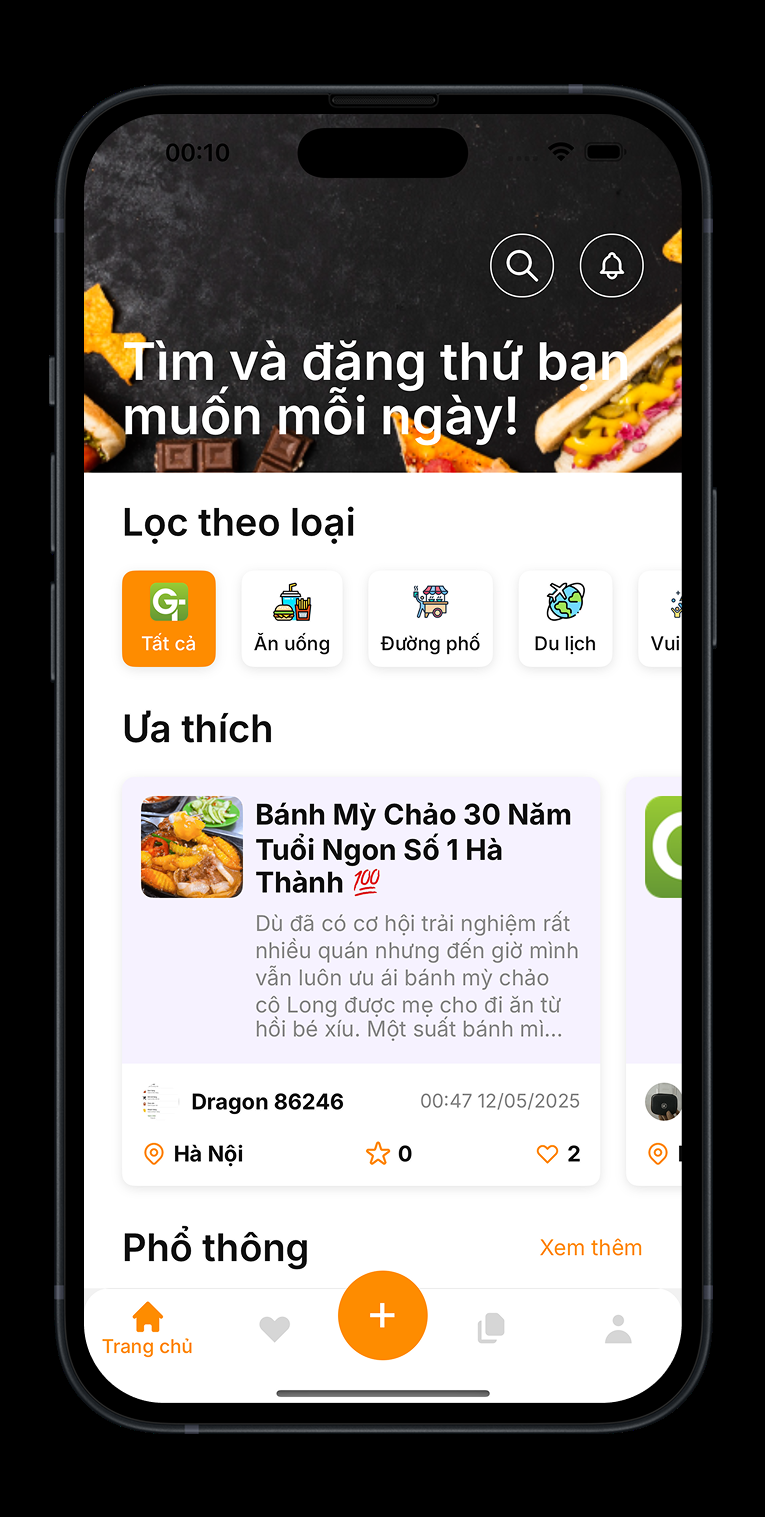 00:10
Tìm và đăng thứ bạn
muốn mỗi ngày!
Lọc theo loại
Tất cả
Ăn uống
Đường phố
Du lịch
Vui
Ưa thích
Bánh Mỳ Chảo 30 Năm
Tuổi Ngon Số 1 Hà
Thành 💯
Dù đã có cơ hội trải nghiệm rất
nhiều quán nhưng đến giờ mình
vẫn luôn ưu ái bánh mỳ chảo
cô Long được mẹ cho đi ăn từ
hồi bé xíu. Một suất bánh mì...
Dragon 86246
00:47 12/05/2025
Hà Nội
0
2
Phổ thông
Xem thêm
Trang chủ